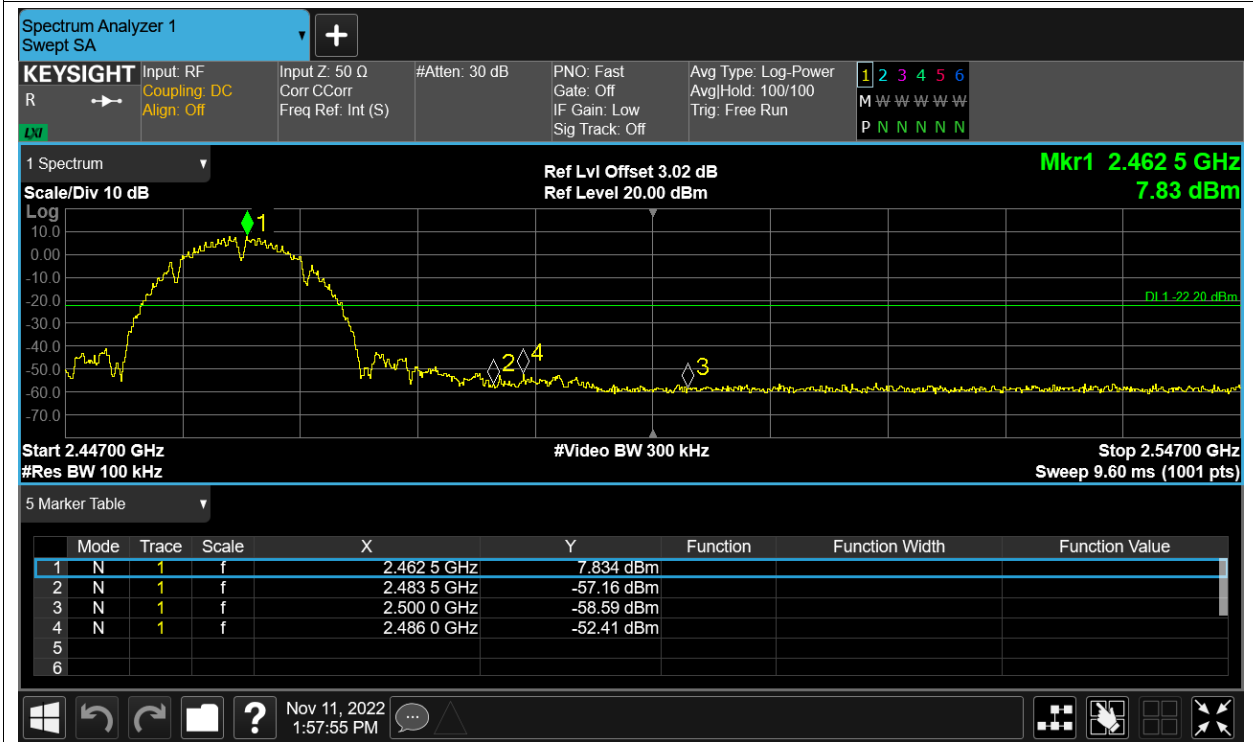 Spectrum Analyzer 1
Swept SA
+
KEYSIGHT
R
LXI
Input: RF
Coupling: DC
Align: Off
Input Z: 50 Ω
Corr CCorr
Freq Ref: Int (S)
#Atten: 30 dB
PNO: Fast
Gate: Off
IF Gain: Low
Sig Track: Off
Avg Type: Log-Power
Avg|Hold: 100/100
Trig: Free Run
1 2 3 4 5 6
M W W W W W
P N N N N N
1 Spectrum
Scale/Div 10 dB
Ref Lvl Offset 3.02 dB
Ref Level 20.00 dBm
Mkr1 2.462 5 GHz
7.83 dBm
Log
10.0
0.00
-10.0
-20.0
-30.0
-40.0
-50.0
-60.0
-70.0
1
2
4
3
DL1 -22.20 dBm
Start 2.44700 GHz
#Res BW 100 kHz
#Video BW 300 kHz
Stop 2.54700 GHz
Sweep 9.60 ms (1001 pts)
5 Marker Table
Mode Trace Scale X Y Function Function Width Function Value
1 N 1 f 2.462 5 GHz 7.834 dBm
2 N 1 f 2.483 5 GHz -57.16 dBm
3 N 1 f 2.500 0 GHz -58.59 dBm
4 N 1 f 2.486 0 GHz -52.41 dBm
5
6
?
Nov 11, 2022
1:57:55 PM